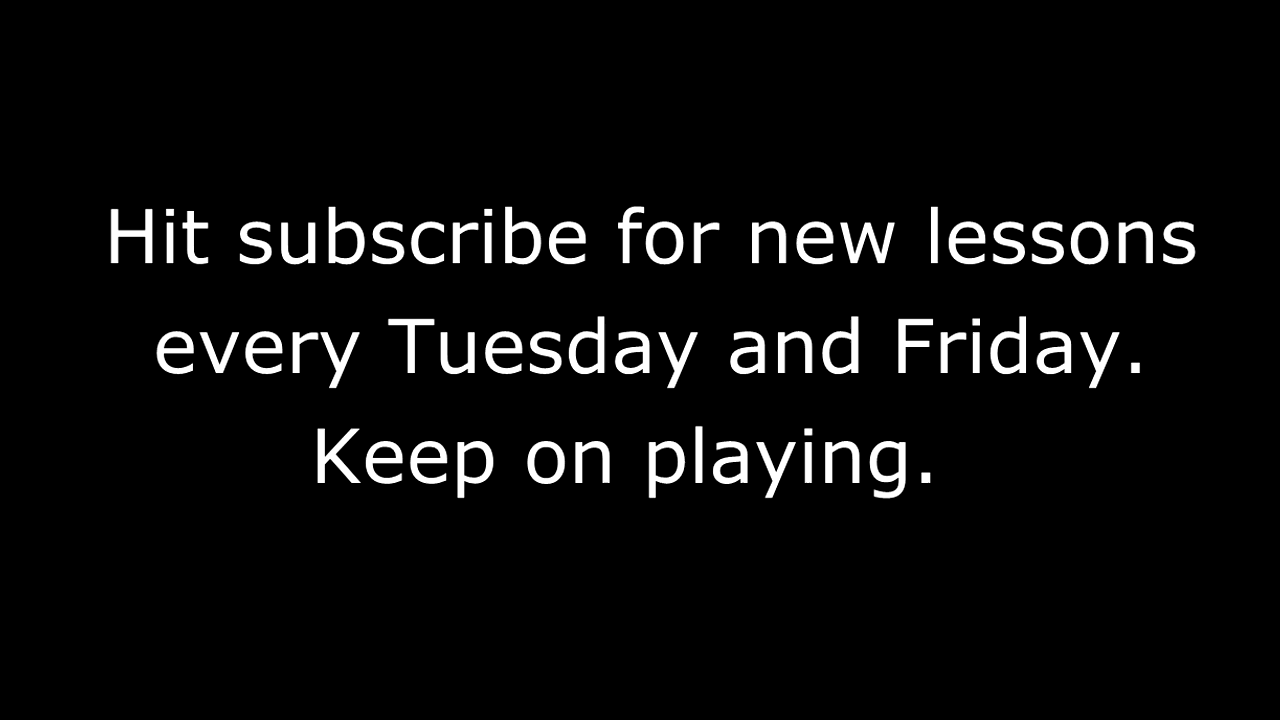 Hit subscribe for new lessons
every Tuesday and Friday.
Keep on playing.